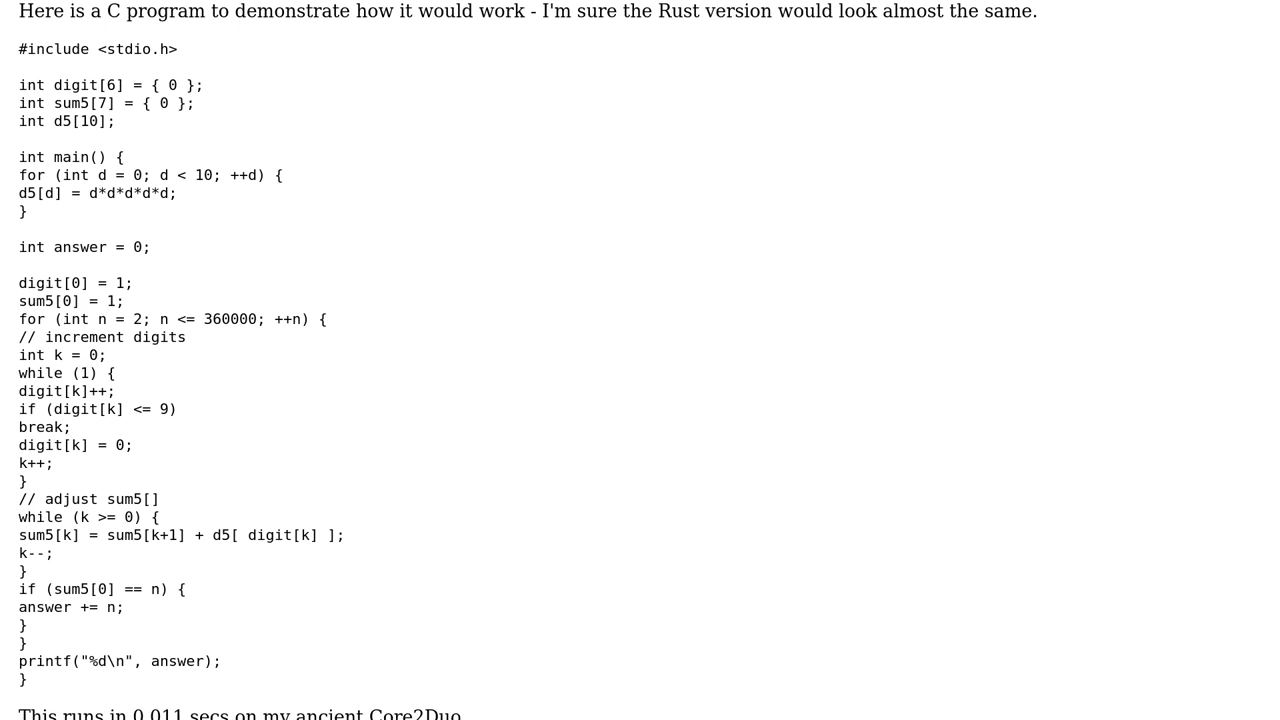 Here is a C program to demonstrate how it would work - I'm sure the Rust version would look almost the same.
#include <stdio.h>
int digit[6] = { 0 };
int sum5[7] = { 0 };
int d5[10];
int main() {
for (int d = 0; d < 10; ++d) {
d5[d] = d*d*d*d*d;
}
int answer = 0;
digit[0] = 1;
sum5[0] = 1;
for (int n = 2; n <= 360000; ++n) {
// increment digits
int k = 0;
while (1) {
digit[k]++;
if (digit[k] <= 9)
break;
digit[k] = 0;
k++;
}
// adjust sum5[]
while (k >= 0) {
sum5[k] = sum5[k+1] + d5[ digit[k] ];
k--;
}
if (sum5[0] == n) {
answer += n;
}
}
printf("%d\n", answer);
}
This runs in 0.011 secs on my ancient Core2Duo